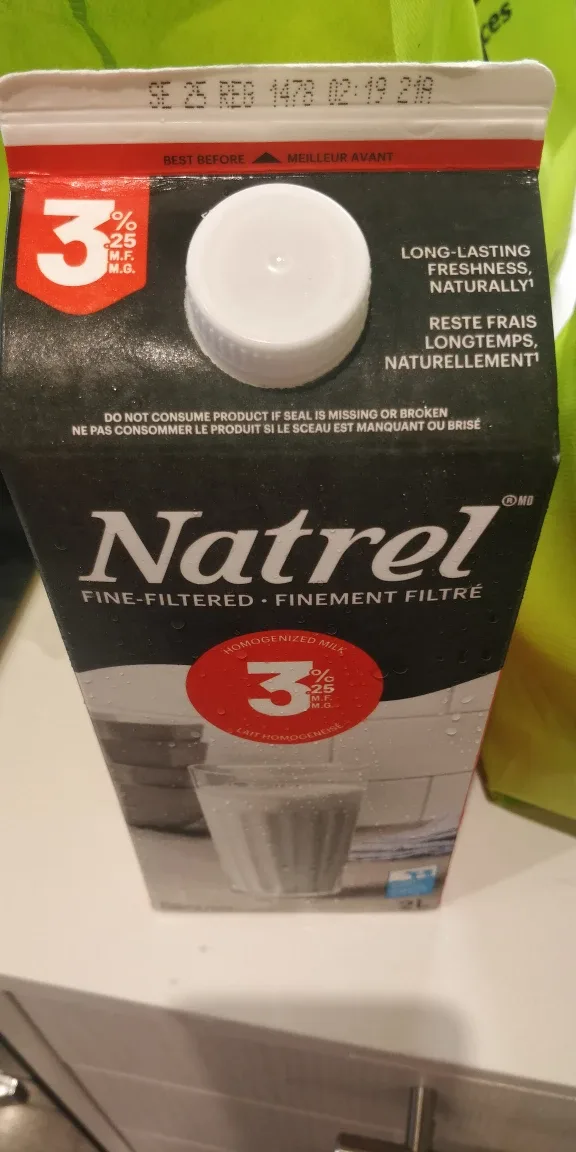 ces
SE 25 REB 1478 02:19 21A
BEST BEFORE MEILLEUR AVANT
3%
.25
M.F.
M.G.
LONG-LASTING
FRESHNESS,
NATURALLY¹
RESTE FRAIS
LONGTEMPS,
NATURELLEMENT¹
DO NOT CONSUME PRODUCT IF SEAL IS MISSING OR BROKEN
NE PAS CONSOMMER LE PRODUIT SI LE SCEAU EST MANQUANT OU BRISÉ
Natrel ®MD
FINE-FILTERED · FINEMENT FILTRÉ
HOMOGENIZED MILK
3%
.25
M.F.
M.G.
LAIT HOMOGÉNÉISÉ
2L